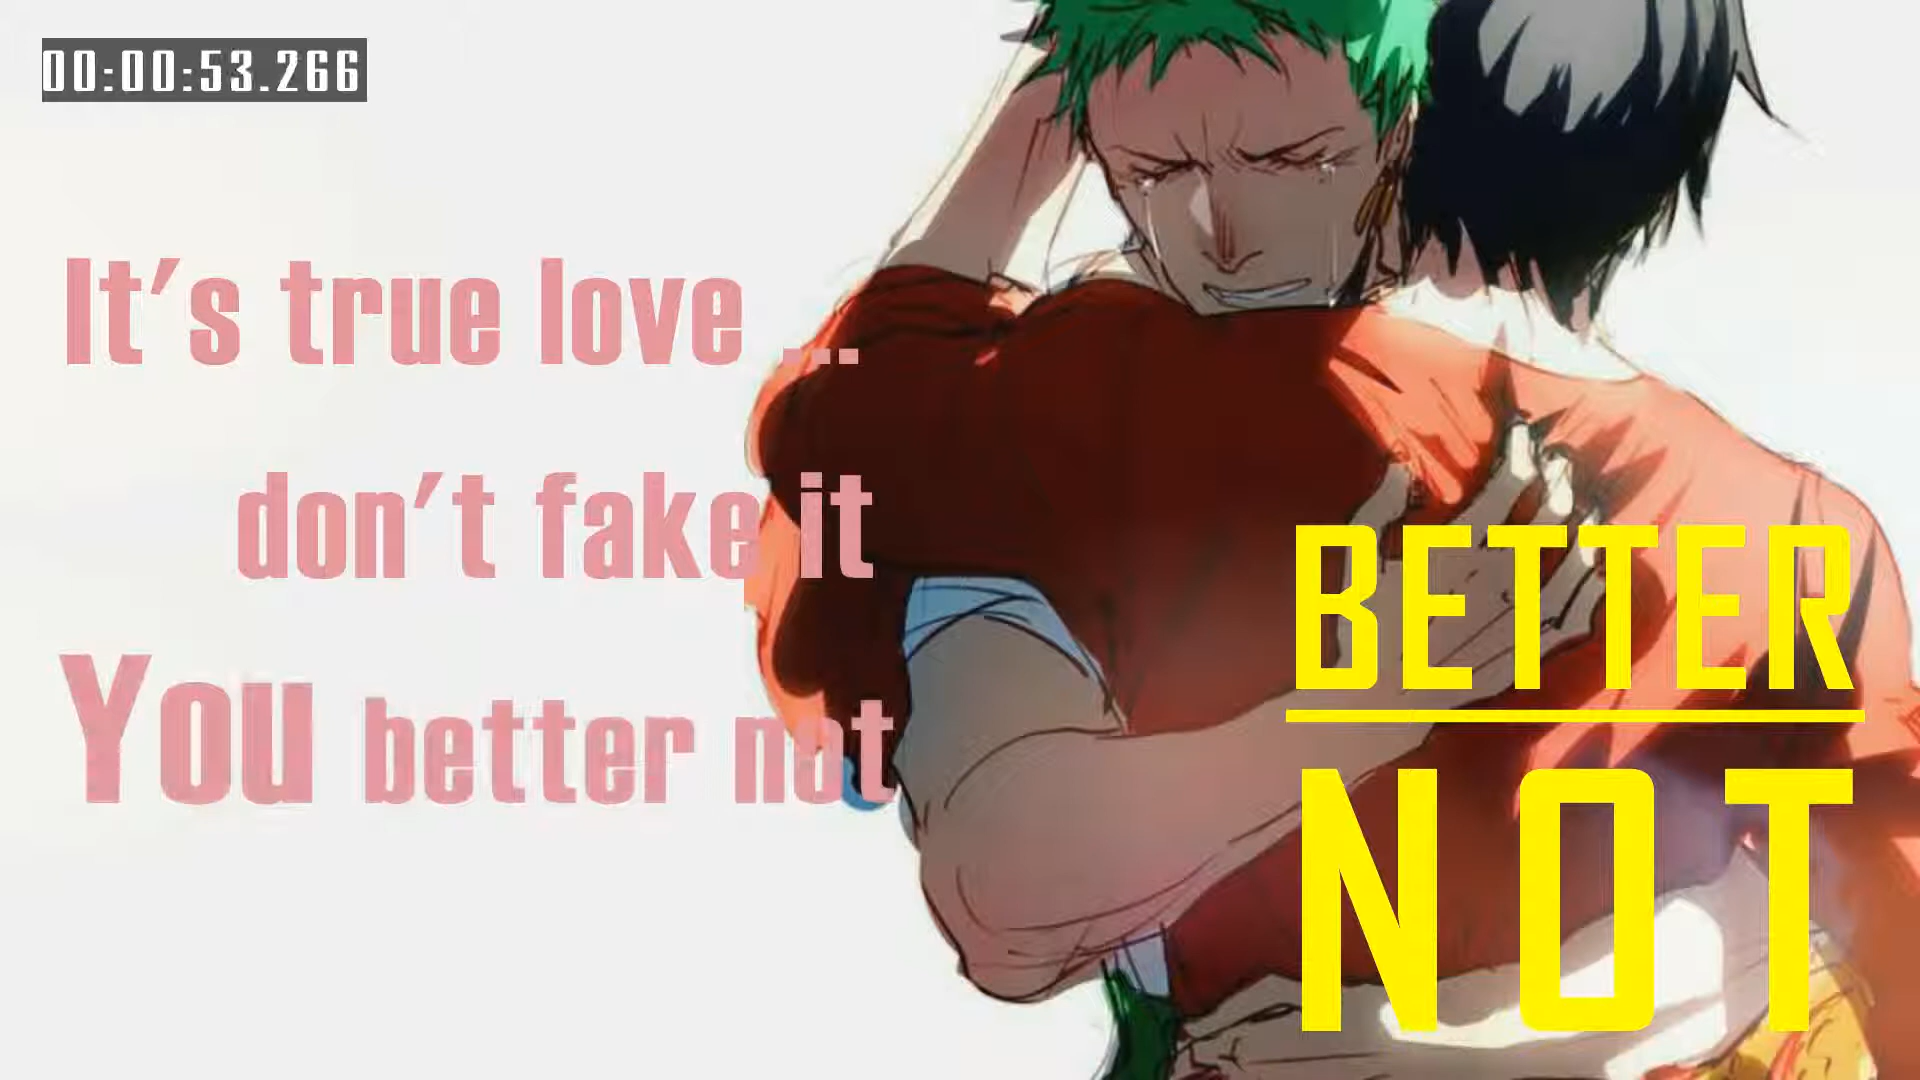 00:00:53.266
It's true love ...
don't fake it
You better not
BETTER
NOT